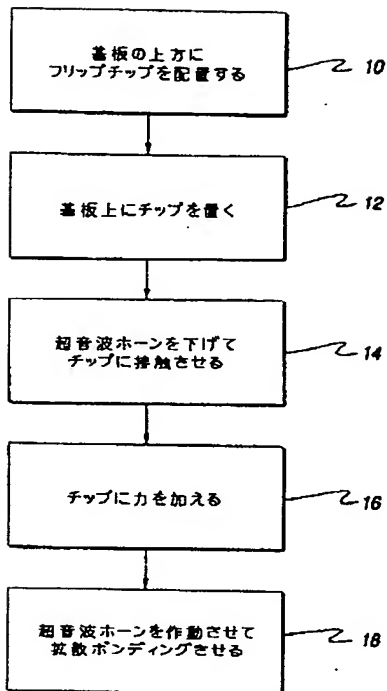 基板の上方に
フリップチップを配置する
10
基板上にチップを置く
12
超音波ホーンを下げて
チップに接触させる
14
チップに力を加える
16
超音波ホーンを作動させて
拡散ボンディングさせる
18